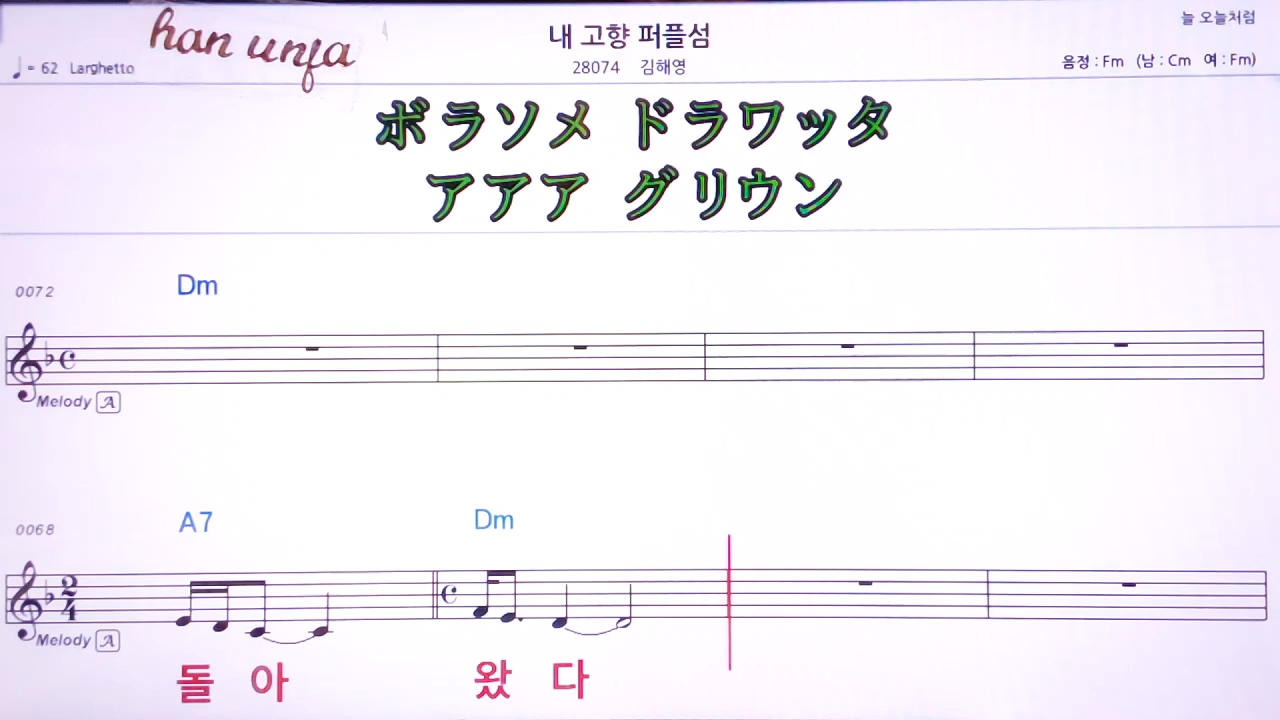 han unja
내 고향 퍼플섬
늘 오늘처럼
♩= 62 Larghetto
28074 김해영
음정 : Fm (남 : Cm 여 : Fm)
ボラソメ ドラワッタ
アアア グリウン
Dm
0072
Melody A
A7 Dm
0068
2/4
Melody A
돌 아 왔 다